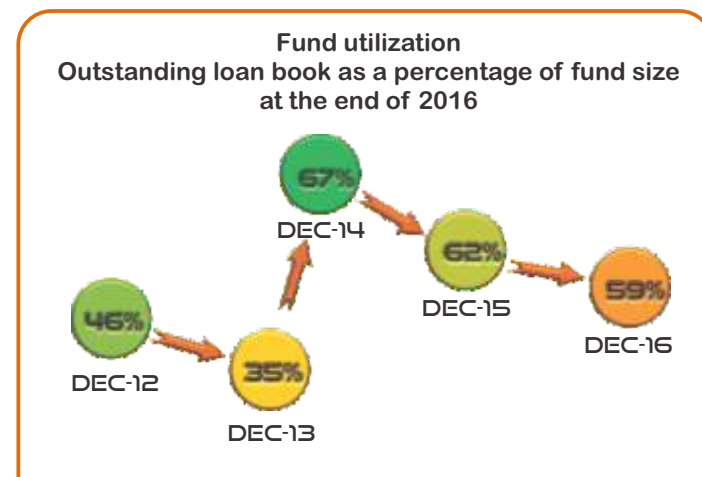 Fund utilization
Outstanding loan book as a percentage of fund size
at the end of 2016
46%
DEC-12
35%
DEC-13
67%
DEC-14
62%
DEC-15
59%
DEC-16